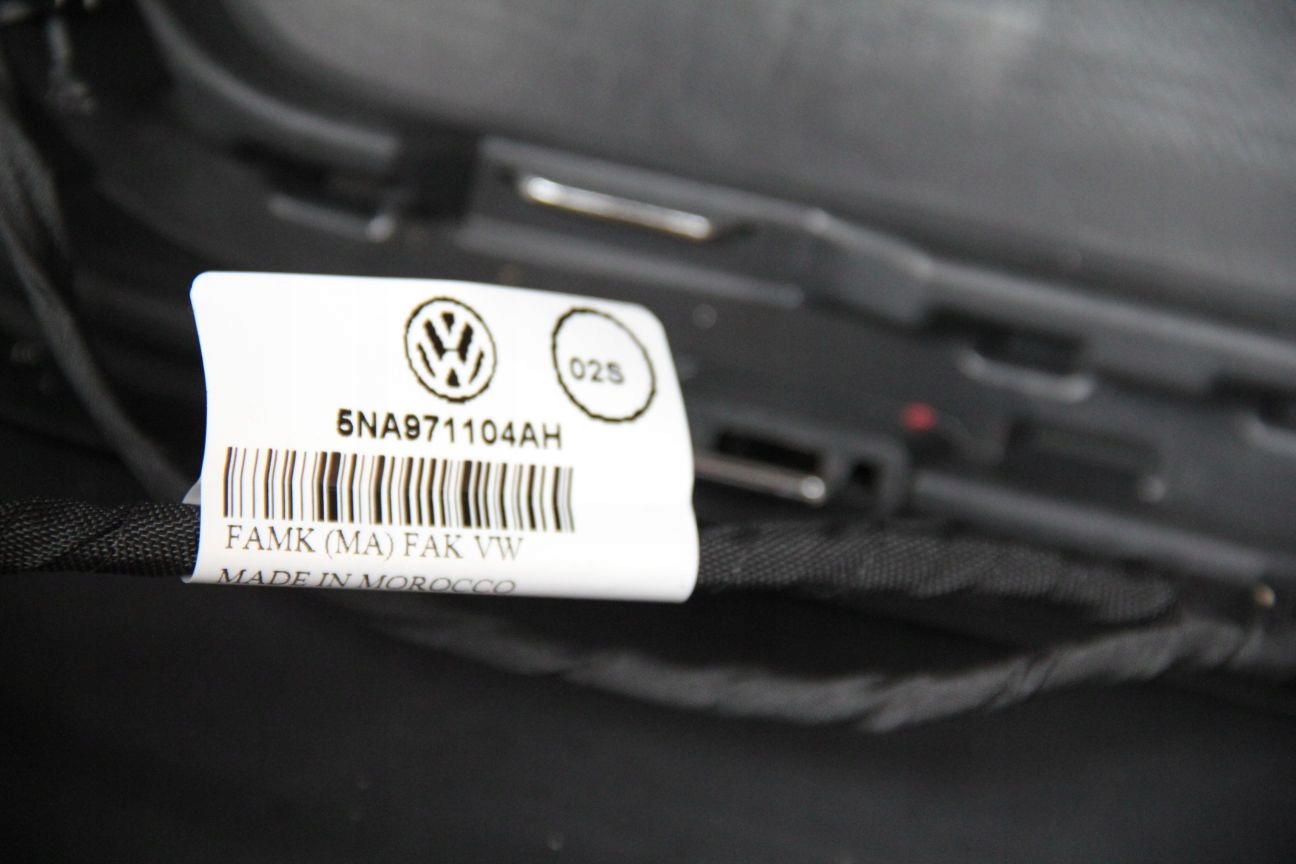 02S
5NA971104AH
FAMK (MA) FAK VW
MADE IN MOROCCO